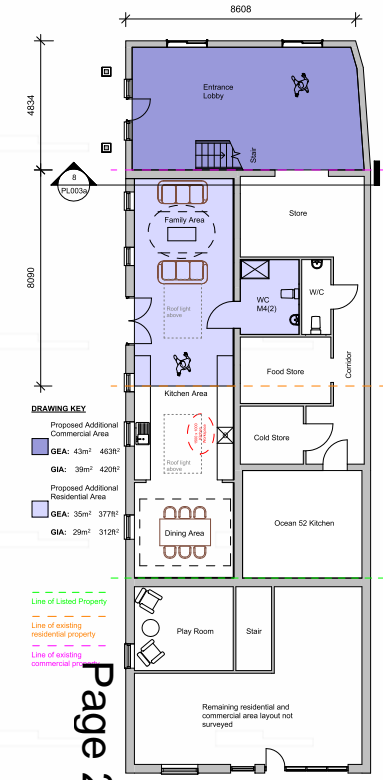 8608
4834
8090
Entrance
Lobby
Stair
8
PL003a
Family Area
Store
Roof light
above
WC
M4(2)
W/C
Food Store
Corridor
Kitchen Area
Cold Store
Roof light
above
Dining Area
Ocean 52 Kitchen
DRAWING KEY
Proposed Additional
Commercial Area
GEA: 43m² 463ft²
GIA: 39m² 420ft²
Proposed Additional
Residential Area
GEA: 35m² 377ft²
GIA: 29m² 312ft²
Line of Listed Property
Line of existing
residential property
Line of existing
commercial property
Play Room
Stair
Remaining residential and
commercial area layout not
surveyed
Page